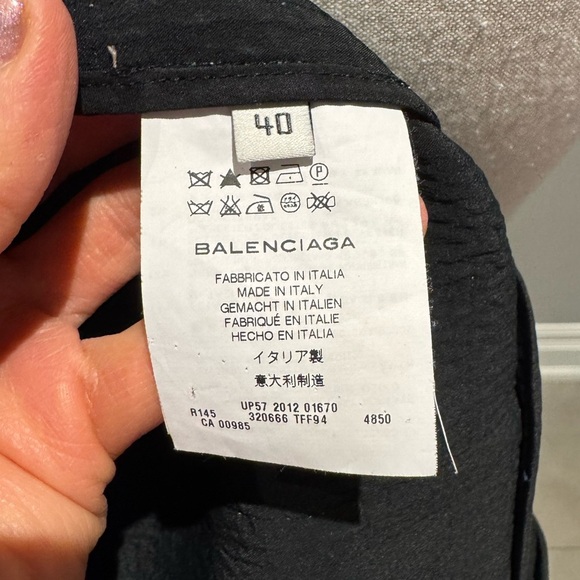 40
P
BALENCIAGA
FABBRICATO IN ITALIA
MADE IN ITALY
GEMACHT IN ITALIEN
FABRIQUÉ EN ITALIE
HECHO EN ITALIA
イタリア製
意大利制造
R145 UP57 2012 01670
CA 00985 320666 TFF94 4850